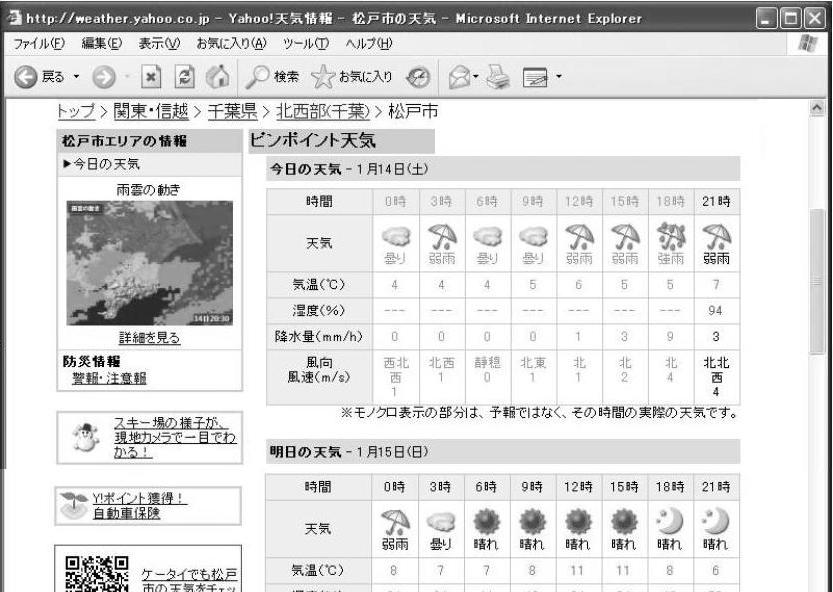 http://weather.yahoo.co.jp - Yahoo!天気情報 - 松戸市の天気 - Microsoft Internet Explorer
ファイル(F) 編集(E) 表示(V) お気に入り(A) ツール(T) ヘルプ(H)
戻る 検索 お気に入り
トップ > 関東・信越 > 千葉県 > 北西部(千葉) > 松戸市
松戸市エリアの情報
▶今日の天気
雨雲の動き
雨雲の動き
14日20:30
詳細を見る
防災情報
警報・注意報
スキー場の様子が、
現地カメラで一目でわ
かる!
Y!ポイント獲得!
自動車保険
ケータイでも松戸
市の天気をチェッ
ピンポイント天気
今日の天気 - 1月14日(土)
時間 0時 3時 6時 9時 12時 15時 18時 21時
天気 曇り 弱雨 曇り 曇り 弱雨 弱雨 強雨 弱雨
気温(℃) 4 4 4 5 6 5 5 7
湿度(%) --- --- --- --- --- --- --- 94
降水量(mm/h) 0 0 0 0 1 3 9 3
風向 西北 北西 静穏 北東 北 北 北 北北
風速(m/s) 西 1 0 1 1 2 4 西
1 4
※モノクロ表示の部分は、予報ではなく、その時間の実際の天気です。
明日の天気 - 1月15日(日)
時間 0時 3時 6時 9時 12時 15時 18時 21時
天気 弱雨 曇り 晴れ 晴れ 晴れ 晴れ 晴れ 晴れ
気温(℃) 8 7 7 8 11 11 8 6